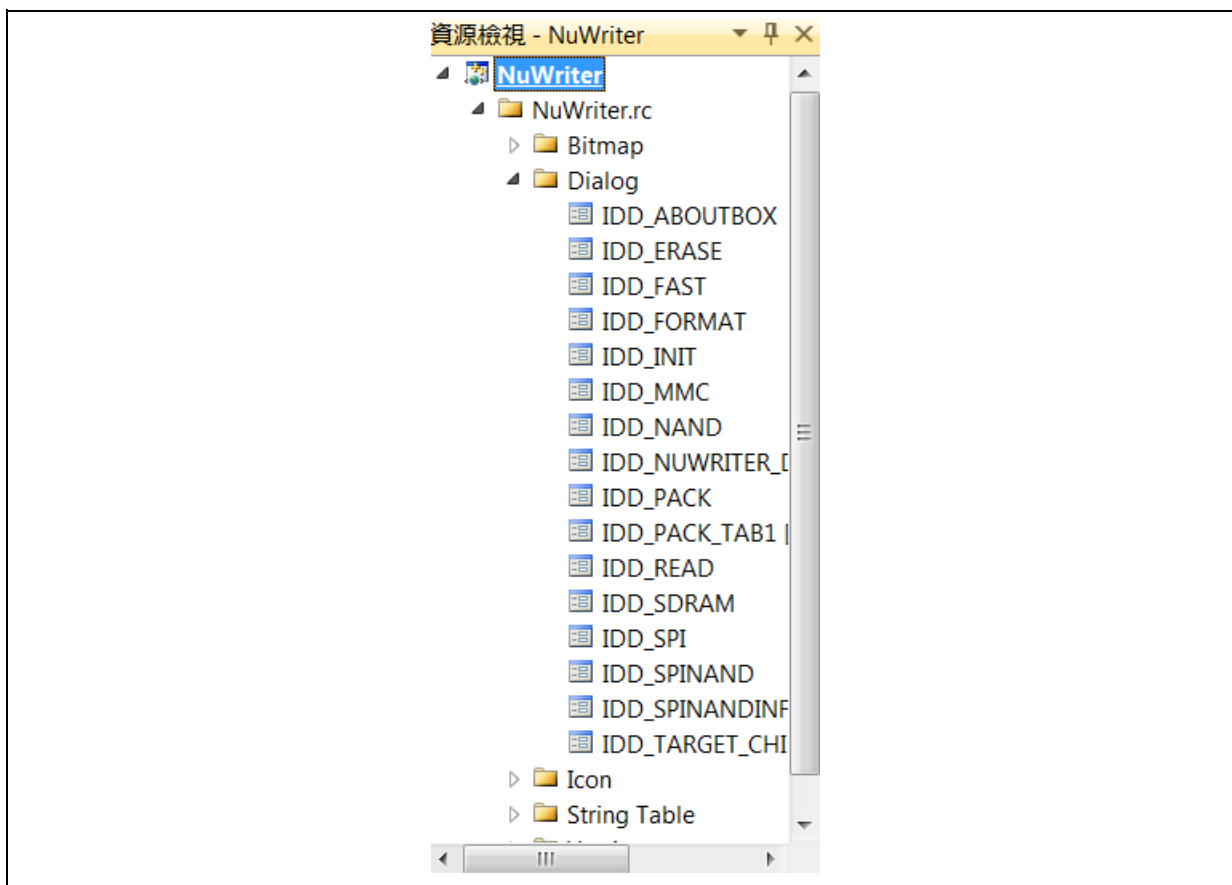 資源檢視 - NuWriter
NuWriter
NuWriter.rc
Bitmap
Dialog
IDD_ABOUTBOX
IDD_ERASE
IDD_FAST
IDD_FORMAT
IDD_INIT
IDD_MMC
IDD_NAND
IDD_NUWRITER_D
IDD_PACK
IDD_PACK_TAB1 [
IDD_READ
IDD_SDRAM
IDD_SPI
IDD_SPINAND
IDD_SPINANDINF
IDD_TARGET_CHI
Icon
String Table